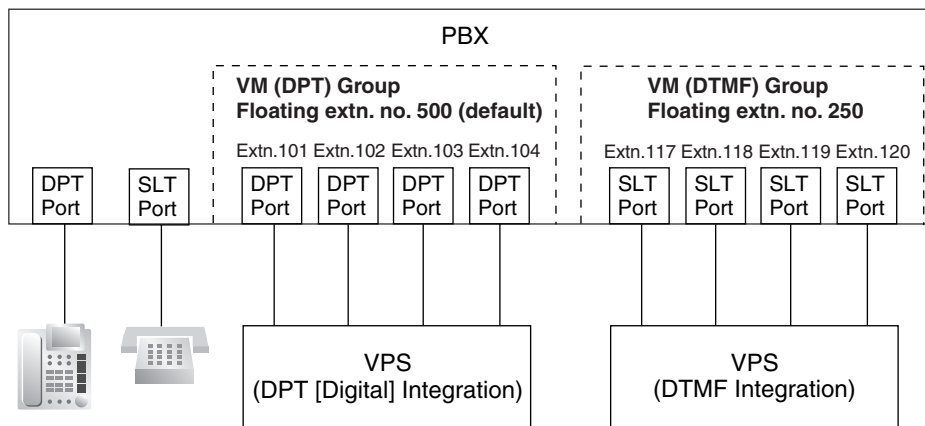 PBX
VM (DPT) Group
Floating extn. no. 500 (default)
VM (DTMF) Group
Floating extn. no. 250
Extn.101 Extn.102 Extn.103 Extn.104
Extn.117 Extn.118 Extn.119 Extn.120
DPT
Port
SLT
Port
DPT
Port
DPT
Port
DPT
Port
DPT
Port
SLT
Port
SLT
Port
SLT
Port
SLT
Port
VPS
(DPT [Digital] Integration)
VPS
(DTMF Integration)